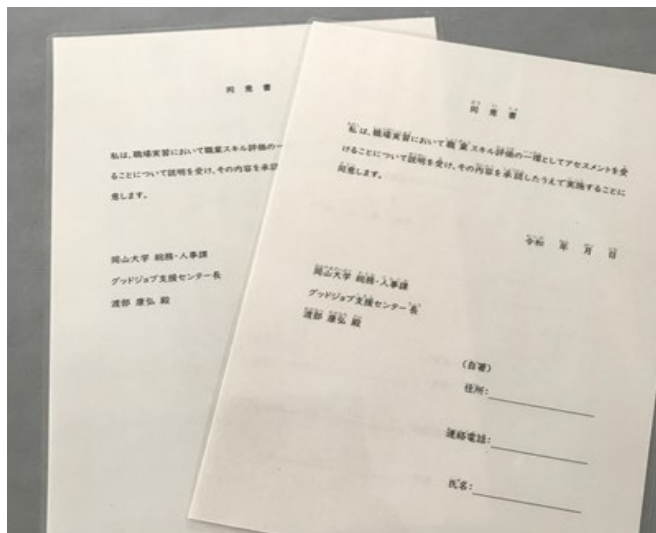 同意書
私は、職場実習において職業スキル評価の一
ることについて説明を受け、その内容を承諾
意します。
岡山大学 総務・人事課
グッドジョブ支援センター長
渡部 康弘 殿
同意書
私は、職場実習において職業スキル評価の一環としてアセスメントを受
けることについて説明を受け、その内容を承諾したうえで実施することに
同意します。
令和 年 月 日
岡山大学 総務・人事課
グッドジョブ支援センター長
渡部 康弘 殿
(自署)
住所:
連絡電話:
氏名: